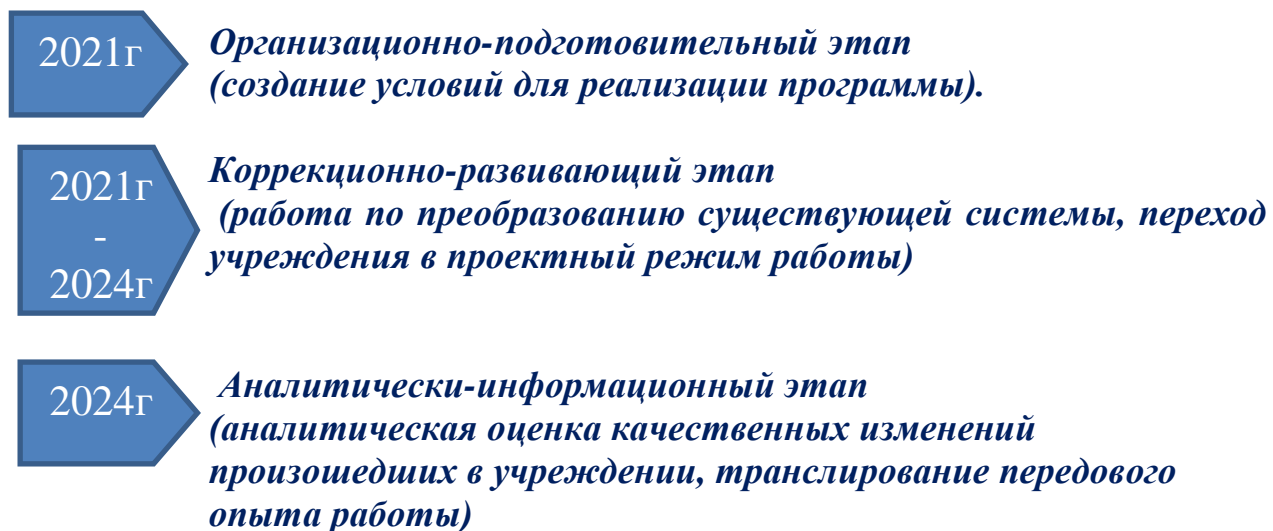 2021г
Организационно-подготовительный этап
(создание условий для реализации программы).
2021г
-
2024г
Коррекционно-развивающий этап
(работа по преобразованию существующей системы, переход
учреждения в проектный режим работы)
2024г
Аналитически-информационный этап
(аналитическая оценка качественных изменений
произошедших в учреждении, транслирование передового
опыта работы)